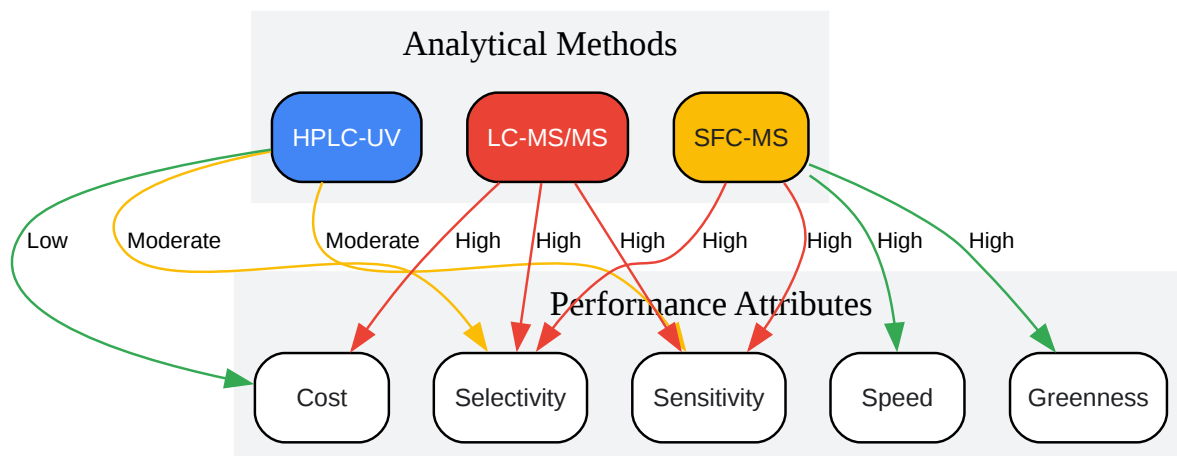 Analytical Methods
HPLC-UV
LC-MS/MS
SFC-MS
Low
Moderate
Moderate
High
High
High
High
High
High
High
Performance Attributes
Cost
Selectivity
Sensitivity
Speed
Greenness